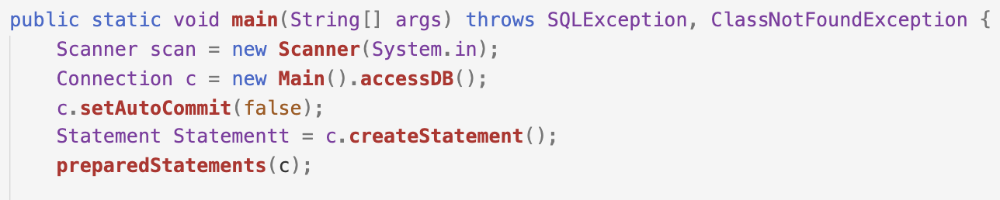 public static void main(String[] args) throws SQLException, ClassNotFoundException {
    Scanner scan = new Scanner(System.in);
    Connection c = new Main().accessDB();
    c.setAutoCommit(false);
    Statement Statementt = c.createStatement();
    preparedStatements(c);